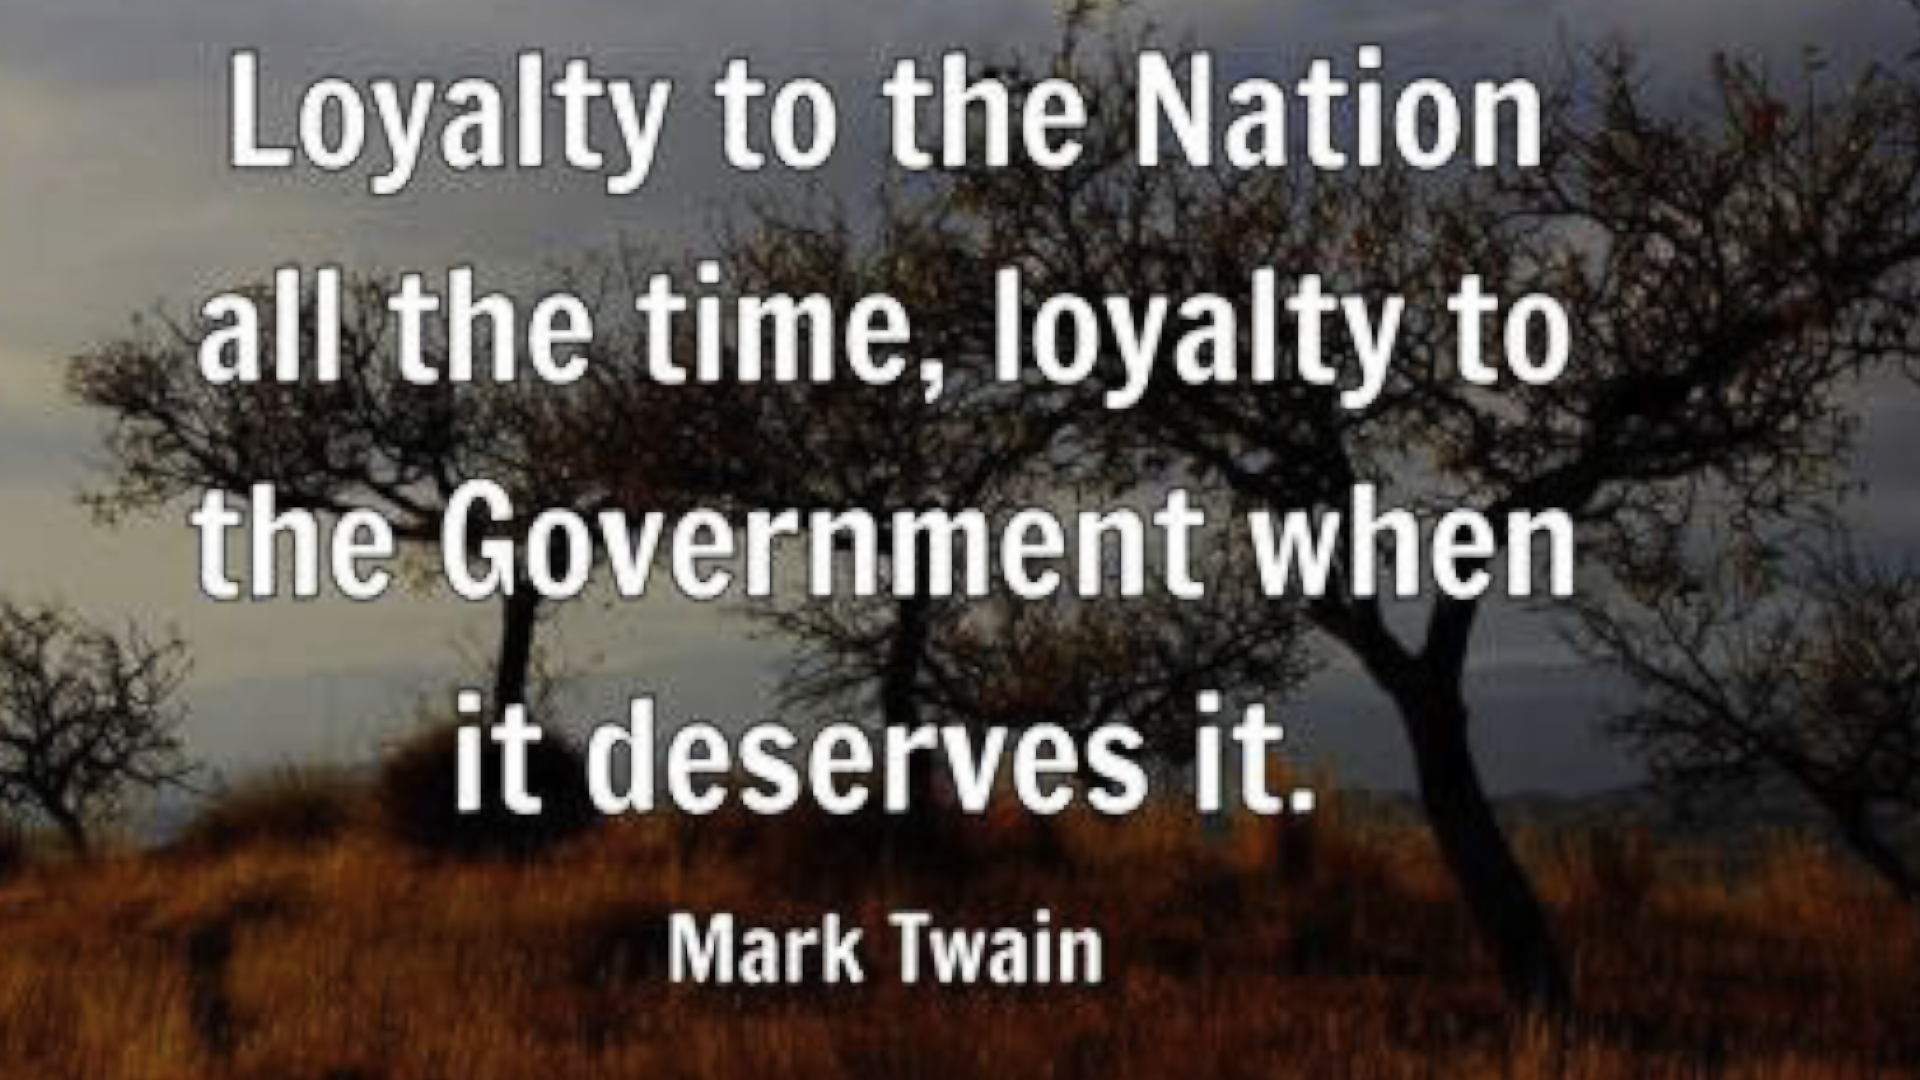 Loyalty to the Nation
all the time, loyalty to
the Government when
it deserves it.
Mark Twain